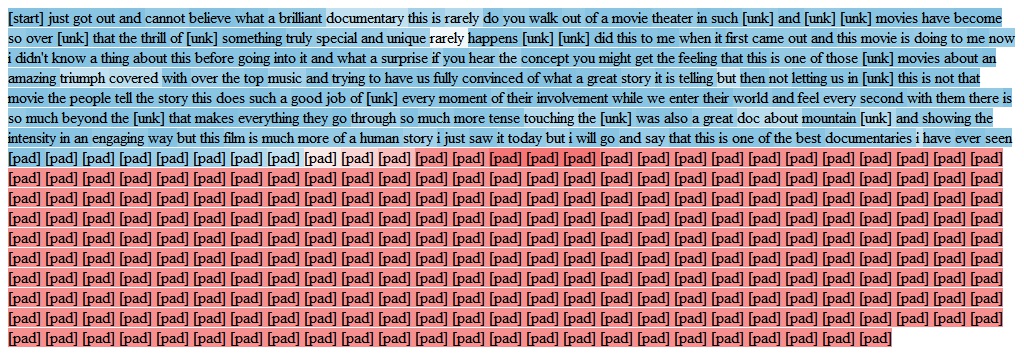 [start] just got out and cannot believe what a brilliant documentary this is rarely do you walk out of a movie theater in such [unk] and [unk] [unk] movies have become
so over [unk] that the thrill of [unk] something truly special and unique rarely happens [unk] [unk] did this to me when it first came out and this movie is doing to me now
i didn't know a thing about this before going into it and what a surprise if you hear the concept you might get the feeling that this is one of those [unk] movies about an
amazing triumph covered with over the top music and trying to have us fully convinced of what a great story it is telling but then not letting us in [unk] this is not that
movie the people tell the story this does such a good job of [unk] every moment of their involvement while we enter their world and feel every second with them there is
so much beyond the [unk] that makes everything they go through so much more tense touching the [unk] was also a great doc about mountain [unk] and showing the
intensity in an engaging way but this film is much more of a human story i just saw it today but i will go and say that this is one of the best documentaries i have ever seen
[pad] [pad] [pad] [pad] [pad] [pad] [pad] [pad] [pad] [pad] [pad] [pad] [pad] [pad] [pad] [pad] [pad] [pad] [pad] [pad] [pad] [pad] [pad] [pad] [pad] [pad] [pad]
[pad] [pad] [pad] [pad] [pad] [pad] [pad] [pad] [pad] [pad] [pad] [pad] [pad] [pad] [pad] [pad] [pad] [pad] [pad] [pad] [pad] [pad] [pad] [pad] [pad] [pad] [pad]
[pad] [pad] [pad] [pad] [pad] [pad] [pad] [pad] [pad] [pad] [pad] [pad] [pad] [pad] [pad] [pad] [pad] [pad] [pad] [pad] [pad] [pad] [pad] [pad] [pad] [pad] [pad]
[pad] [pad] [pad] [pad] [pad] [pad] [pad] [pad] [pad] [pad] [pad] [pad] [pad] [pad] [pad] [pad] [pad] [pad] [pad] [pad] [pad] [pad] [pad] [pad] [pad] [pad] [pad]
[pad] [pad] [pad] [pad] [pad] [pad] [pad] [pad] [pad] [pad] [pad] [pad] [pad] [pad] [pad] [pad] [pad] [pad] [pad] [pad] [pad] [pad] [pad] [pad] [pad] [pad] [pad]
[pad] [pad] [pad] [pad] [pad] [pad] [pad] [pad] [pad] [pad] [pad] [pad] [pad] [pad] [pad] [pad] [pad] [pad] [pad] [pad] [pad] [pad] [pad] [pad] [pad] [pad] [pad]
[pad] [pad] [pad] [pad] [pad] [pad] [pad] [pad] [pad] [pad] [pad] [pad] [pad] [pad] [pad] [pad] [pad] [pad] [pad] [pad] [pad] [pad] [pad] [pad] [pad] [pad] [pad]
[pad] [pad] [pad] [pad] [pad] [pad] [pad] [pad] [pad] [pad] [pad] [pad] [pad] [pad] [pad] [pad] [pad] [pad] [pad] [pad] [pad] [pad] [pad] [pad] [pad] [pad] [pad]
[pad] [pad] [pad] [pad] [pad] [pad] [pad] [pad] [pad] [pad] [pad] [pad] [pad] [pad] [pad] [pad] [pad] [pad] [pad] [pad] [pad] [pad] [pad] [pad] [pad] [pad] [pad]
[pad] [pad] [pad] [pad] [pad] [pad] [pad] [pad] [pad] [pad] [pad] [pad] [pad] [pad] [pad] [pad] [pad] [pad] [pad] [pad] [pad] [pad] [pad] [pad]